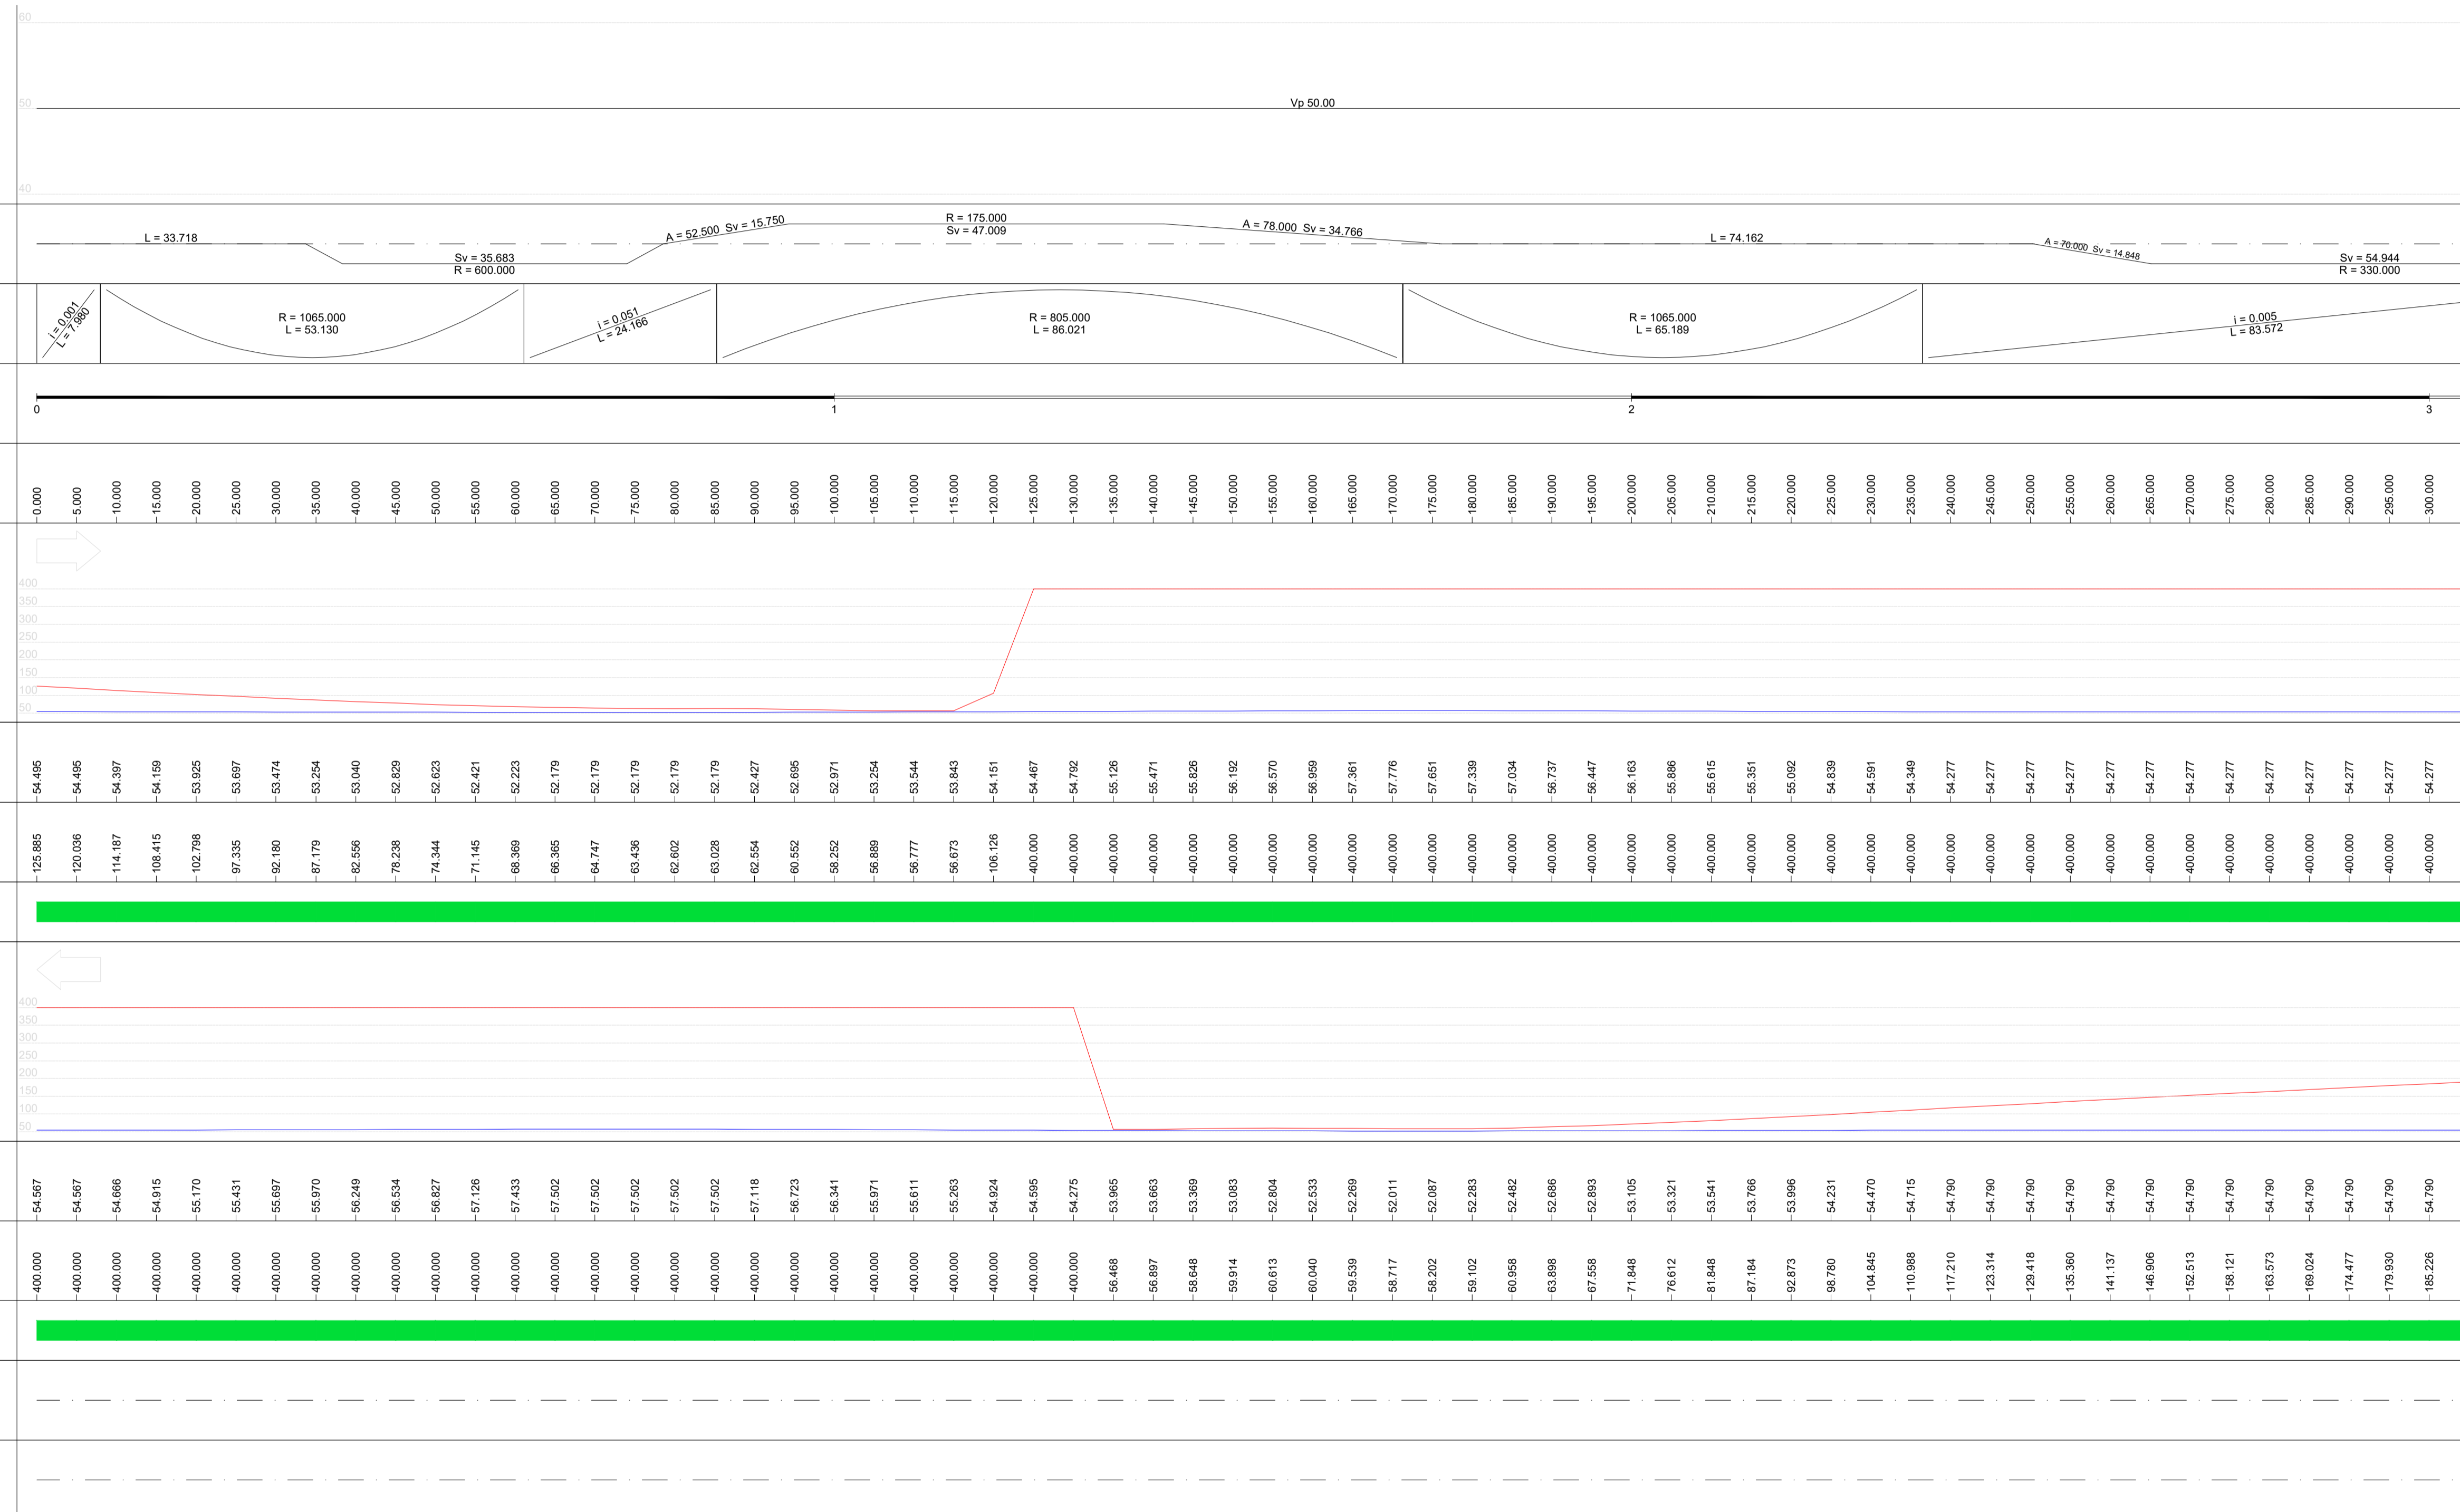 60
50
Vp 50.00
40
L = 33.718
Sv = 35.683
R = 600.000
A = 52.500 Sv = 15.750
R = 175.000
Sv = 47.009
A = 78.000 Sv = 34.766
L = 74.162
A = 70.000 Sv = 14.848
Sv = 54.944
R = 330.000
i = 0.001
L = 7.980
R = 1065.000
L = 53.130
i = 0.051
L = 24.166
R = 805.000
L = 86.021
R = 1065.000
L = 65.189
i = 0.005
L = 83.572
0 1 2 3
0.000 5.000 10.000 15.000 20.000 25.000 30.000 35.000 40.000 45.000 50.000 55.000 60.000 65.000 70.000 75.000 80.000 85.000 90.000 95.000 100.000 105.000 110.000 115.000 120.000 125.000 130.000 135.000 140.000 145.000 150.000 155.000 160.000 165.000 170.000 175.000 180.000 185.000 190.000 195.000 200.000 205.000 210.000 215.000 220.000 225.000 230.000 235.000 240.000 245.000 250.000 255.000 260.000 265.000 270.000 275.000 280.000 285.000 290.000 295.000 300.000
400
350
300
250
200
150
100
50
54.495 54.495 54.397 54.159 53.925 53.697 53.474 53.254 53.040 52.829 52.623 52.421 52.223 52.179 52.179 52.179 52.179 52.179 52.427 52.695 52.971 53.254 53.544 53.843 54.151 54.467 54.792 55.126 55.471 55.826 56.192 56.570 56.959 57.361 57.776 57.651 57.339 57.034 56.737 56.447 56.163 55.886 55.615 55.351 55.092 54.839 54.591 54.349 54.277 54.277 54.277 54.277 54.277 54.277 54.277 54.277 54.277 54.277 54.277 54.277 54.277
125.885 120.036 114.187 108.415 102.798 97.335 92.180 87.179 82.556 78.238 74.344 71.145 68.369 66.365 64.747 63.436 62.602 63.028 62.554 60.552 58.252 56.889 56.777 56.673 106.126 400.000 400.000 400.000 400.000 400.000 400.000 400.000 400.000 400.000 400.000 400.000 400.000 400.000 400.000 400.000 400.000 400.000 400.000 400.000 400.000 400.000 400.000 400.000 400.000 400.000 400.000 400.000 400.000 400.000 400.000 400.000 400.000 400.000 400.000 400.000 400.000
400
350
300
250
200
150
100
50
54.567 54.567 54.666 54.915 55.170 55.431 55.697 55.970 56.249 56.534 56.827 57.126 57.433 57.502 57.502 57.502 57.502 57.502 57.118 56.723 56.341 55.971 55.611 55.263 54.924 54.595 54.275 53.965 53.663 53.369 53.083 52.804 52.533 52.269 52.011 52.087 52.283 52.482 52.686 52.893 53.105 53.321 53.541 53.766 53.996 54.231 54.470 54.715 54.790 54.790 54.790 54.790 54.790 54.790 54.790 54.790 54.790 54.790 54.790 54.790 54.790
400.000 400.000 400.000 400.000 400.000 400.000 400.000 400.000 400.000 400.000 400.000 400.000 400.000 400.000 400.000 400.000 400.000 400.000 400.000 400.000 400.000 400.000 400.000 400.000 400.000 400.000 400.000 56.468 56.897 58.648 59.914 60.613 60.040 59.539 58.717 58.202 59.102 60.958 63.898 67.558 71.848 76.612 81.848 87.184 92.873 98.780 104.845 110.988 117.210 123.314 129.418 135.360 141.137 146.906 152.513 158.121 163.573 169.024 174.477 179.930 185.226